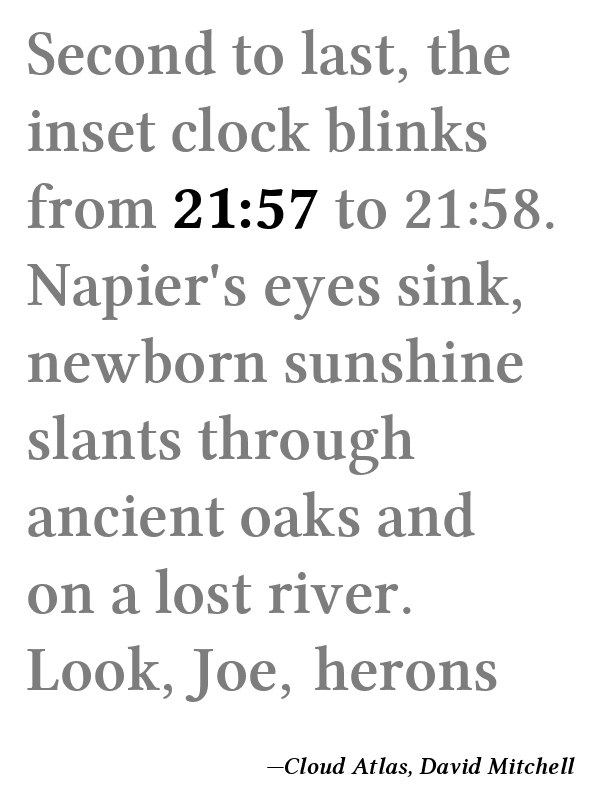 Second to last, the
inset clock blinks
from 21:57 to 21:58.
Napier's eyes sink,
newborn sunshine
slants through
ancient oaks and
on a lost river.
Look, Joe, herons
—Cloud Atlas, David Mitchell